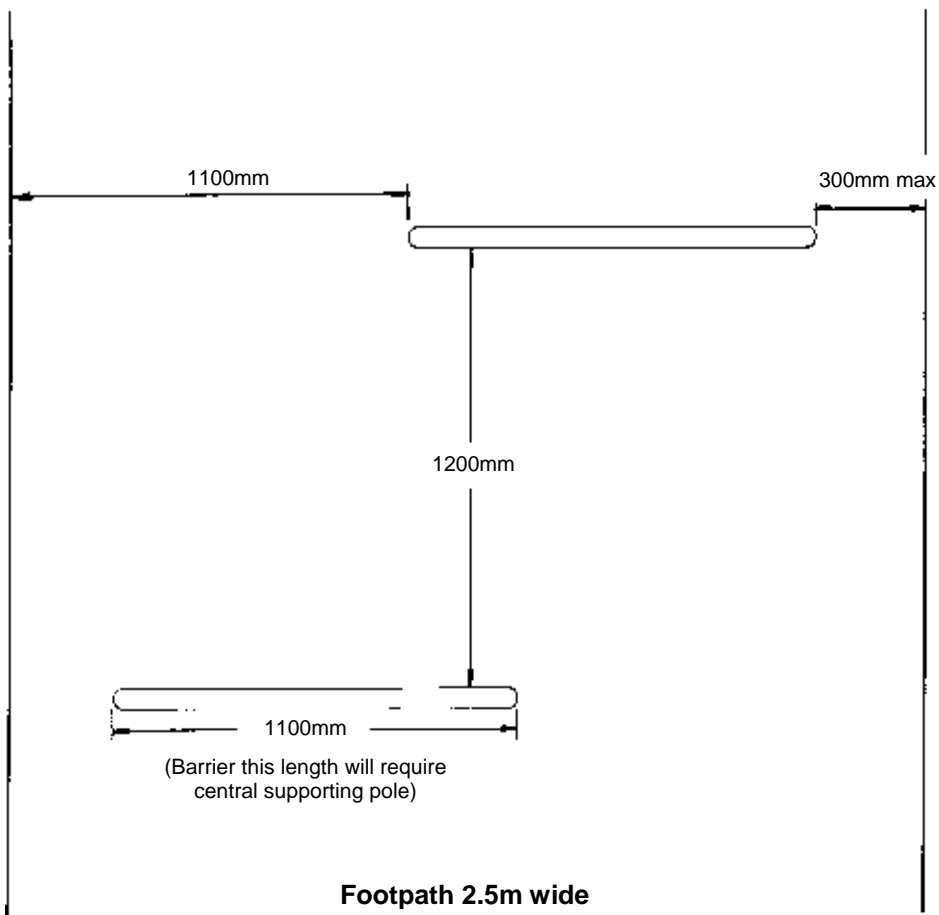 1100mm
300mm max
1200mm
1100mm
(Barrier this length will require
central supporting pole)
Footpath 2.5m wide